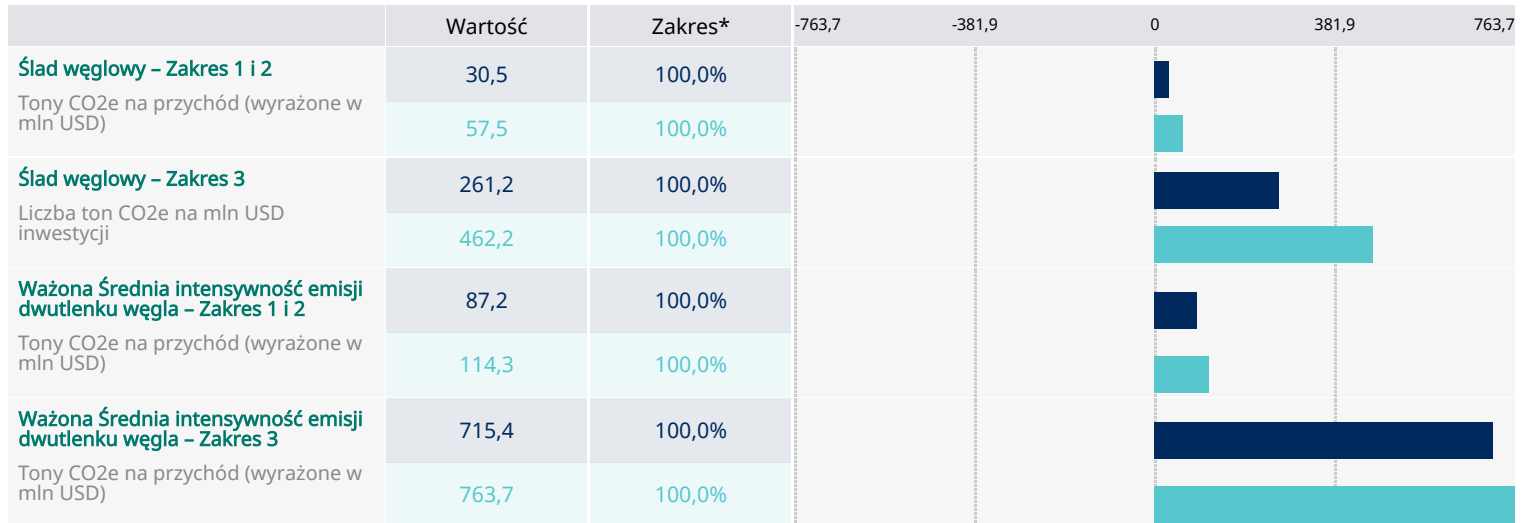 Wartość Zakres* -763,7 -381,9 0 381,9 763,7
Ślad węglowy – Zakres 1 i 2
Tony CO2e na przychód (wyrażone w
mln USD)
30,5 100,0%
57,5 100,0%
Ślad węglowy – Zakres 3
Liczba ton CO2e na mln USD
inwestycji
261,2 100,0%
462,2 100,0%
Ważona Średnia intensywność emisji
dwutlenku węgla – Zakres 1 i 2
Tony CO2e na przychód (wyrażone w
mln USD)
87,2 100,0%
114,3 100,0%
Ważona Średnia intensywność emisji
dwutlenku węgla – Zakres 3
Tony CO2e na przychód (wyrażone w
mln USD)
715,4 100,0%
763,7 100,0%